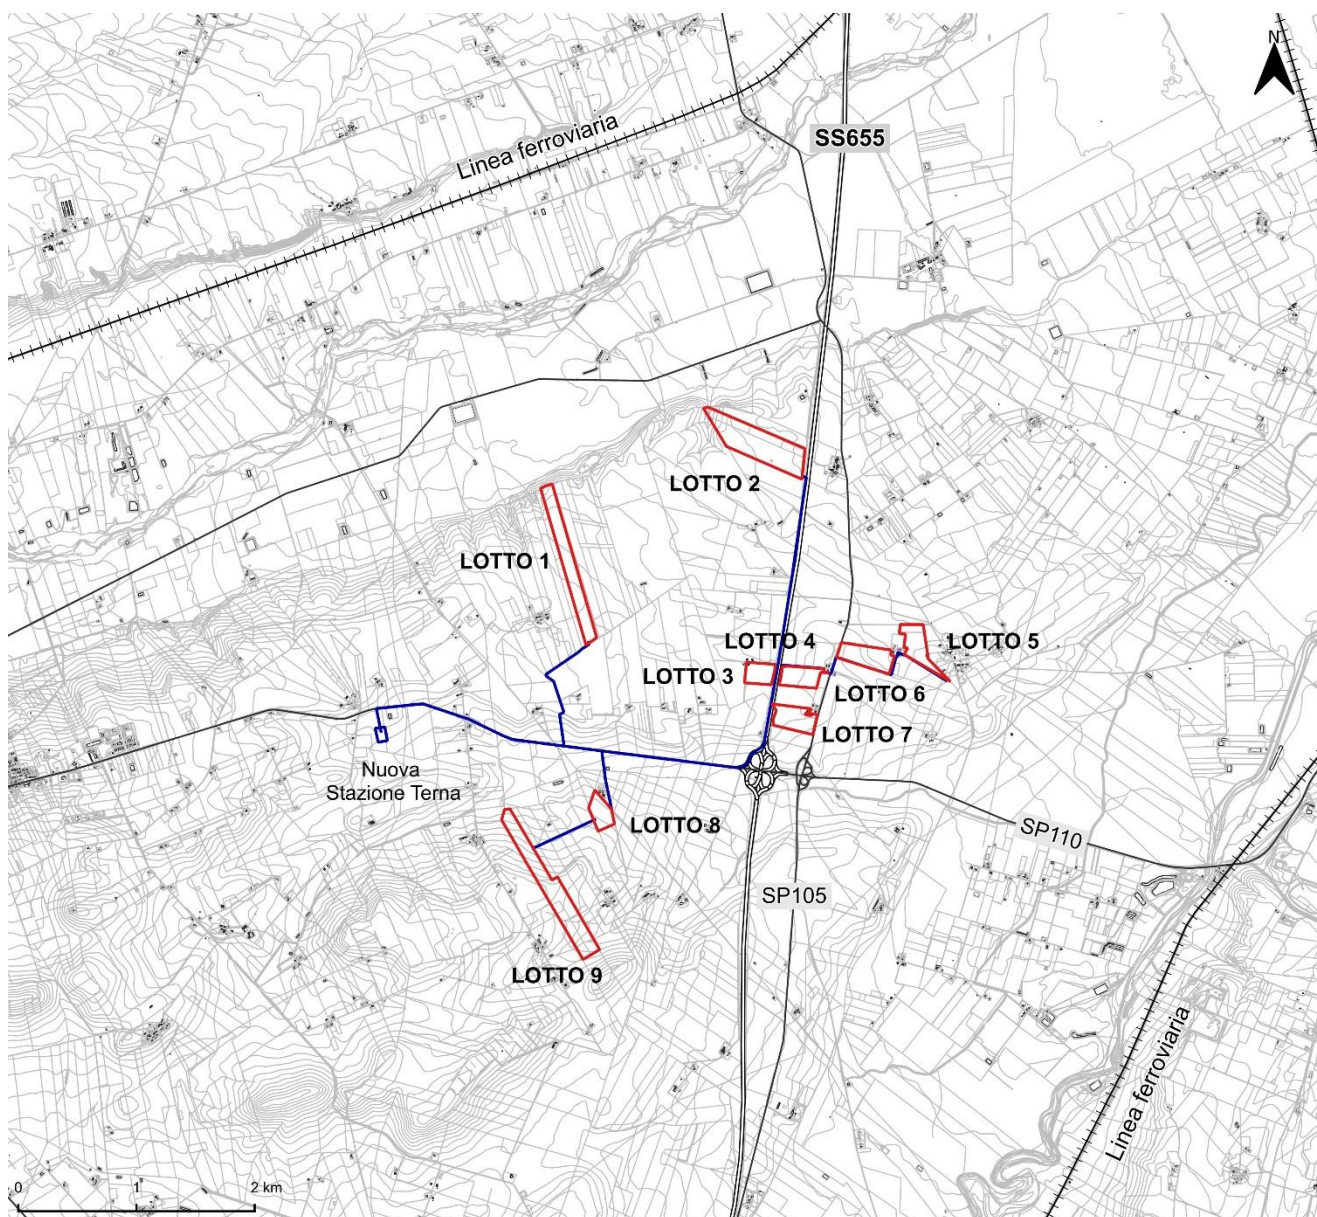 N
SS655
Linea ferroviaria
LOTTO 2
LOTTO 1
LOTTO 4
LOTTO 5
LOTTO 3
LOTTO 6
LOTTO 7
Nuova
Stazione Terna
LOTTO 8
SP110
SP105
LOTTO 9
Linea ferroviaria
0 1 2 km